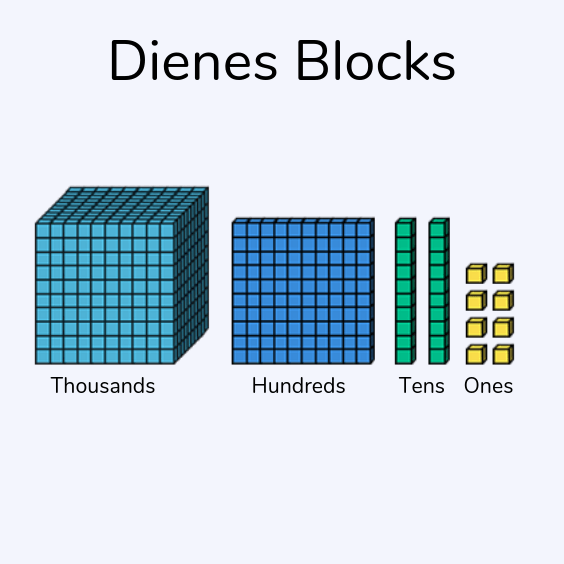 Dienes Blocks
Thousands
Hundreds
Tens
Ones